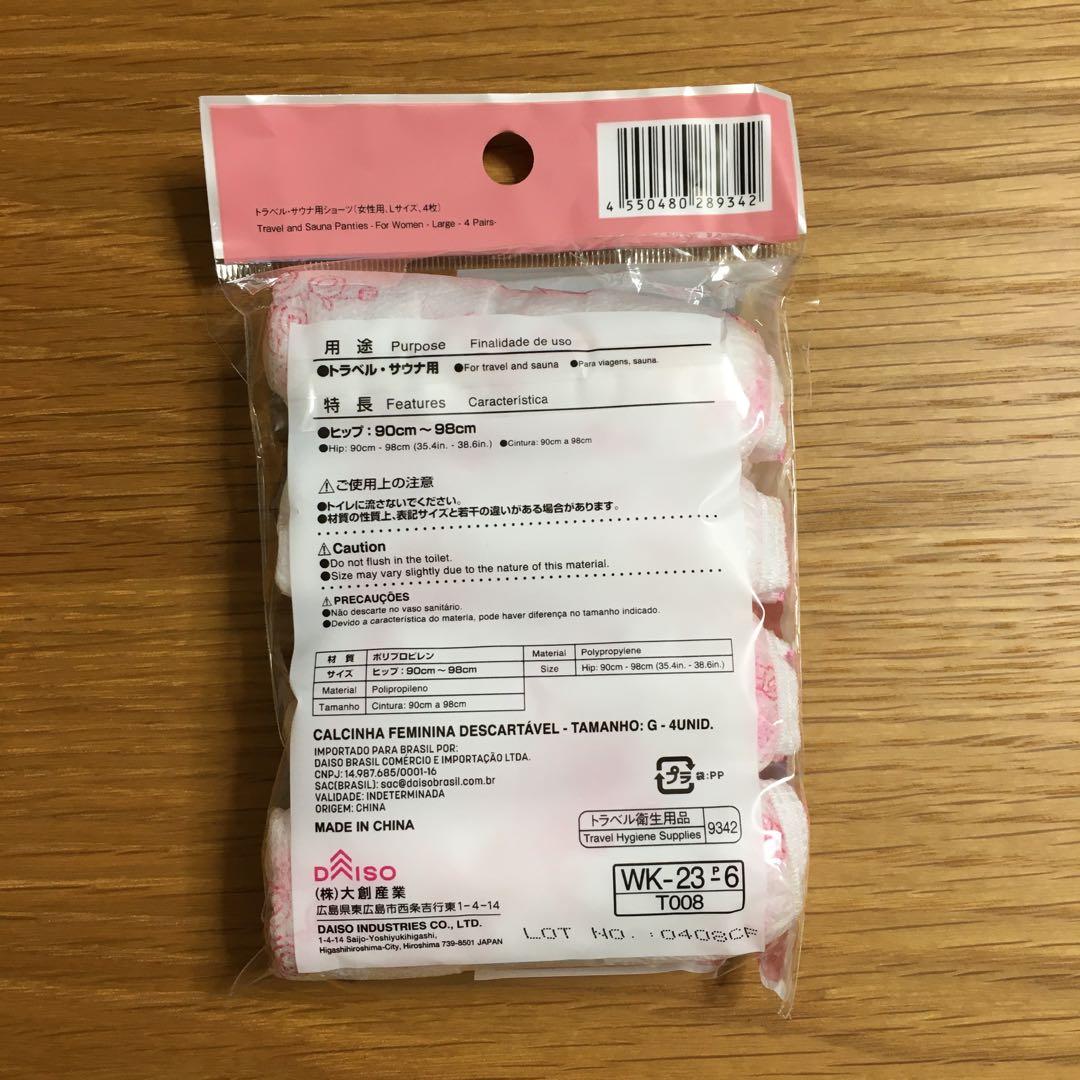 トラベル・サウナ用ショーツ(女性用、Lサイズ、4枚)
Travel and Sauna Panties - For Women - Large - 4 Pairs-
4 550480 289342
用途 Purpose Finalidade de uso
●トラベル・サウナ用 ●For travel and sauna ●Para viagens, sauna.
特長 Features Característica
●ヒップ:90cm~98cm
●Hip: 90cm - 98cm (35.4in. - 38.6in.) ●Cintura: 90cm a 98cm
⚠ご使用上の注意
●トイレに流さないでください。
●材質の性質上、表記サイズと若干の違いがある場合があります。
⚠Caution
●Do not flush in the toilet.
●Size may vary slightly due to the nature of this material.
⚠PRECAUÇÕES
●Não descarte no vaso sanitário.
●Devido a característica do materia, pode haver diferença no tamanho indicado.
材質 ポリプロピレン
サイズ ヒップ:90cm~98cm
Material Polipropileno
Tamanho Cintura: 90cm a 98cm
Material Polypropylene
Size Hip: 90cm - 98cm (35.4in. - 38.6in.)
CALCINHA FEMININA DESCARTÁVEL - TAMANHO: G - 4UNID.
IMPORTADO PARA BRASIL POR:
DAISO BRASIL COMÉRCIO E IMPORTAÇÃO LTDA.
CNPJ: 14.987.685/0001-16
SAC(BRASIL): sac@daisobrasil.com.br
VALIDADE: INDETERMINADA
ORIGEM: CHINA
MADE IN CHINA
プラ 袋:PP
トラベル衛生用品
Travel Hygiene Supplies
9342
DAISO
(株)大創産業
広島県東広島市西条吉行東1-4-14
DAISO INDUSTRIES CO., LTD.
1-4-14 Saijo-Yoshiyukihigashi,
Higashihiroshima-City, Hiroshima 739-8501 JAPAN
WK-23 P6
T008
LOT NO.:0408CP